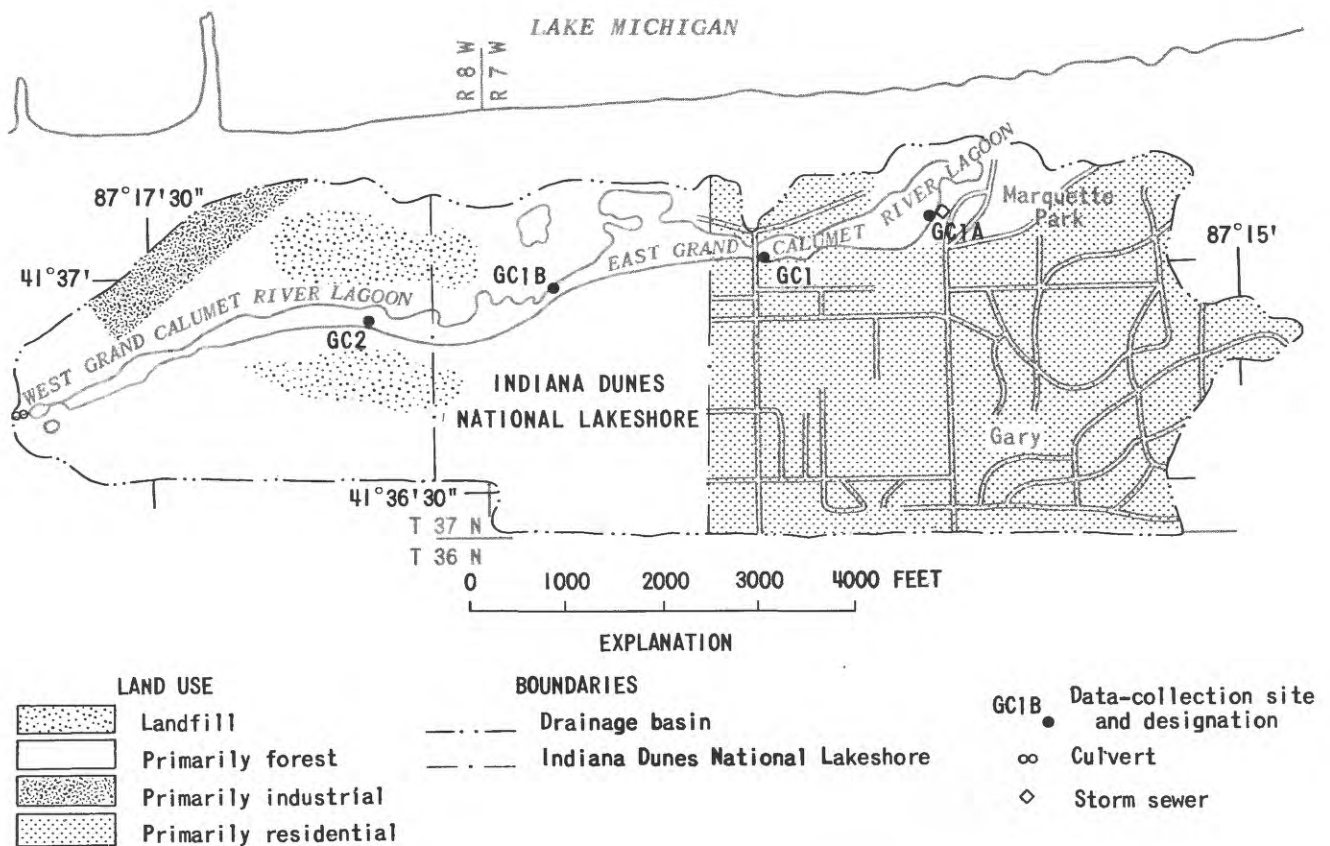 LAKE MICHIGAN
R 8 W
R 7 W
87°17'30"
41°37'
WEST GRAND CALUMET RIVER LAGOON
GC2
GC1B
EAST GRAND CALUMET RIVER LAGOON
GC1
GC1A
Marquette
Park
87°15'
INDIANA DUNES
NATIONAL LAKESHORE
Gary
41°36'30"
T 37 N
T 36 N
0 1000 2000 3000 4000 FEET
EXPLANATION
LAND USE
Landfill
Primarily forest
Primarily industrial
Primarily residential
BOUNDARIES
Drainage basin
Indiana Dunes National Lakeshore
GC1B Data-collection site
and designation
Culvert
Storm sewer